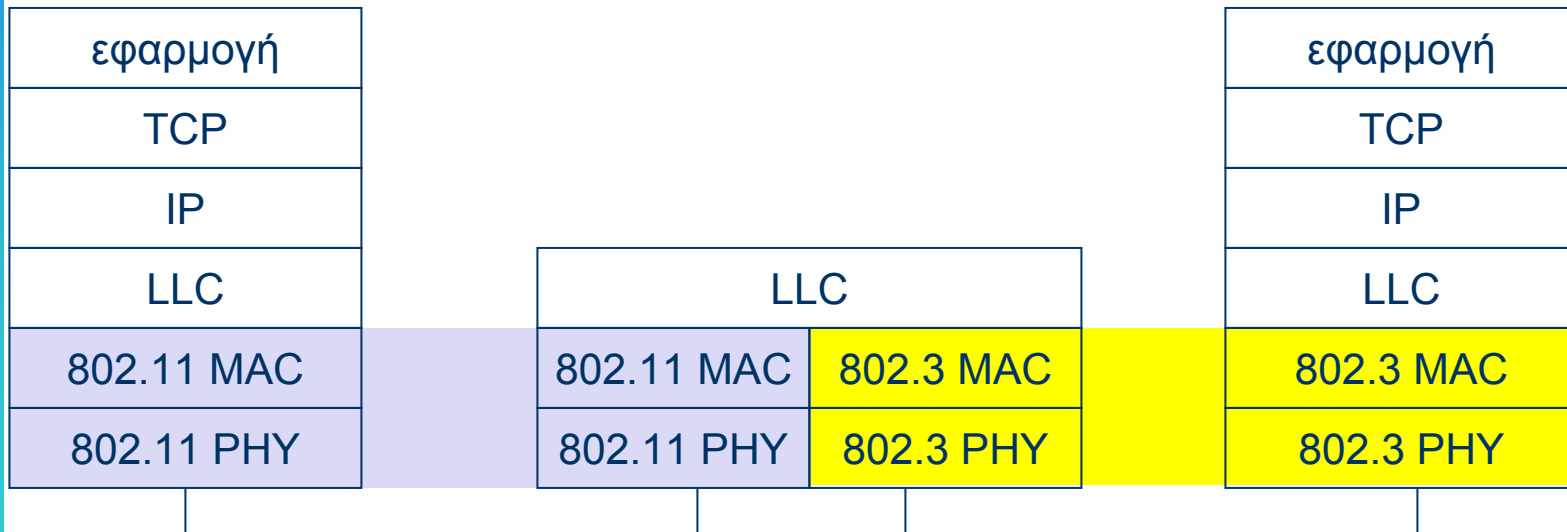 εφαρμογή
TCP
IP
LLC
802.11 MAC
802.11 PHY
LLC
802.11 MAC
802.3 MAC
802.11 PHY
802.3 PHY
εφαρμογή
TCP
IP
LLC
802.3 MAC
802.3 PHY